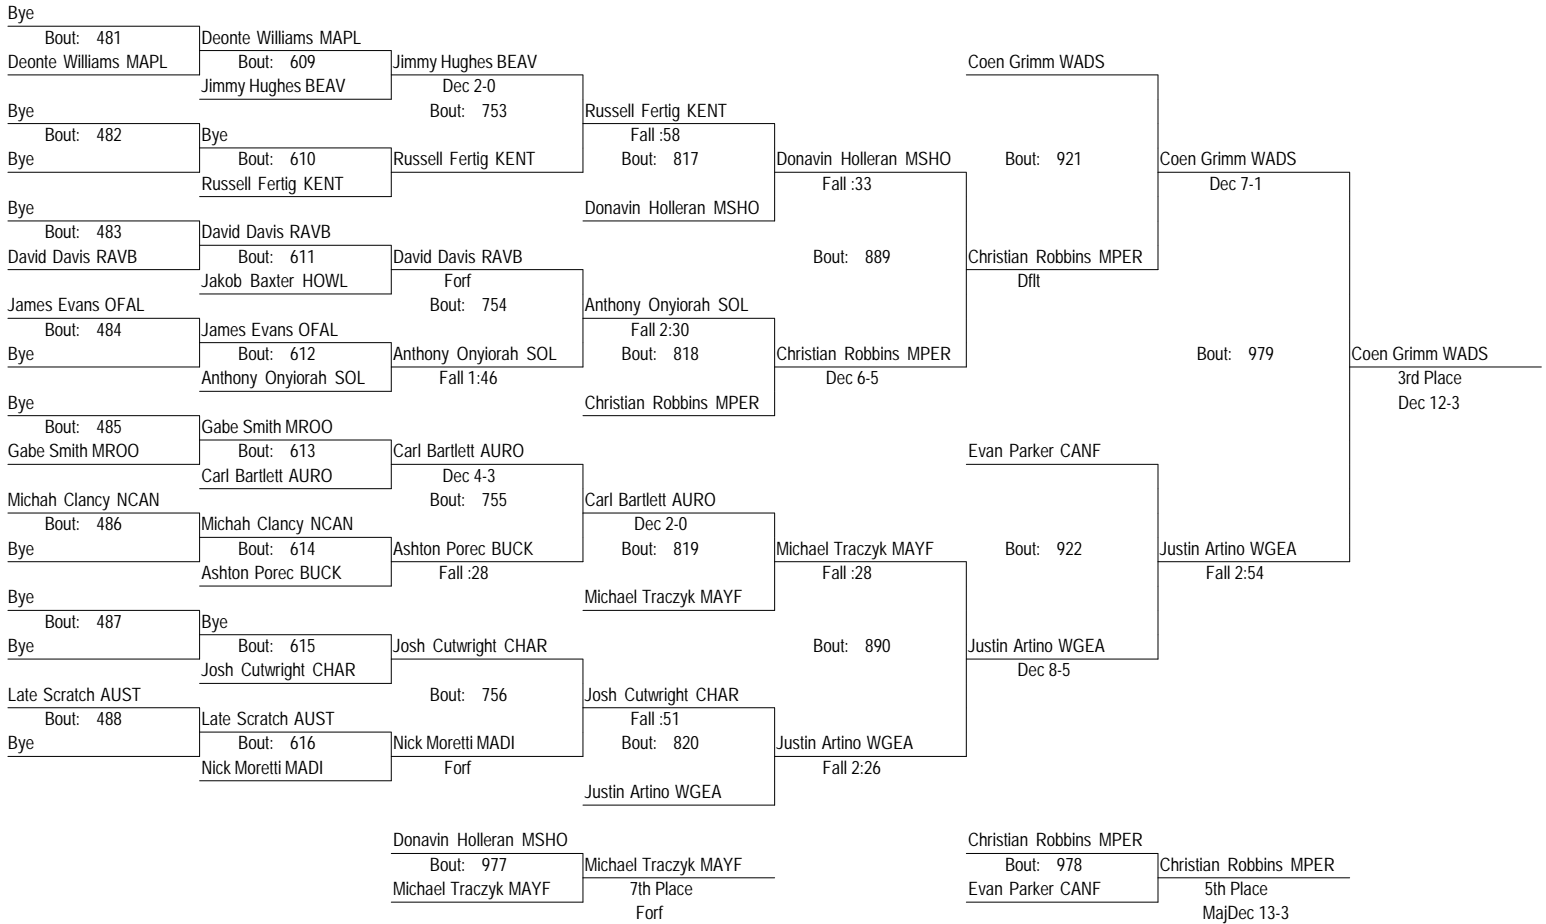 Bye
Bout: 481
Deonte Williams MAPL
Bye
Bout: 482
Bye
Bye
Bout: 483
David Davis RAVB
James Evans OFAL
Bout: 484
Bye
Bye
Bout: 485
Gabe Smith MROO
Michah Clancy NCAN
Bout: 486
Bye
Bye
Bout: 487
Bye
Late Scratch AUST
Bout: 488
Bye
Deonte Williams MAPL
Bout: 609
Jimmy Hughes BEAV
Bye
Bout: 610
Russell Fertig KENT
David Davis RAVB
Bout: 611
Jakob Baxter HOWL
James Evans OFAL
Bout: 612
Anthony Onyiorah SOL
Gabe Smith MROO
Bout: 613
Carl Bartlett AURO
Michah Clancy NCAN
Bout: 614
Ashton Porec BUCK
Bye
Bout: 615
Josh Cutwright CHAR
Late Scratch AUST
Bout: 616
Nick Moretti MADI
Jimmy Hughes BEAV
Dec 2-0
Bout: 753
Russell Fertig KENT
David Davis RAVB
Forf
Bout: 754
Anthony Onyiorah SOL
Fall 1:46
Carl Bartlett AURO
Dec 4-3
Bout: 755
Ashton Porec BUCK
Fall :28
Josh Cutwright CHAR
Bout: 756
Nick Moretti MADI
Forf
Russell Fertig KENT
Fall :58
Bout: 817
Donavin Holleran MSHO
Anthony Onyiorah SOL
Fall 2:30
Bout: 818
Christian Robbins MPER
Carl Bartlett AURO
Dec 2-0
Bout: 819
Michael Traczyk MAYF
Josh Cutwright CHAR
Fall :51
Bout: 820
Justin Artino WGEA
Donavin Holleran MSHO
Fall :33
Bout: 889
Christian Robbins MPER
Dec 6-5
Michael Traczyk MAYF
Fall :28
Bout: 890
Justin Artino WGEA
Fall 2:26
Coen Grimm WADS
Bout: 921
Christian Robbins MPER
Dflt
Evan Parker CANF
Bout: 922
Justin Artino WGEA
Dec 8-5
Coen Grimm WADS
Dec 7-1
Bout: 979
Justin Artino WGEA
Fall 2:54
Coen Grimm WADS
3rd Place
Dec 12-3
Donavin Holleran MSHO
Bout: 977
Michael Traczyk MAYF
Michael Traczyk MAYF
7th Place
Forf
Christian Robbins MPER
Bout: 978
Evan Parker CANF
Christian Robbins MPER
5th Place
MajDec 13-3